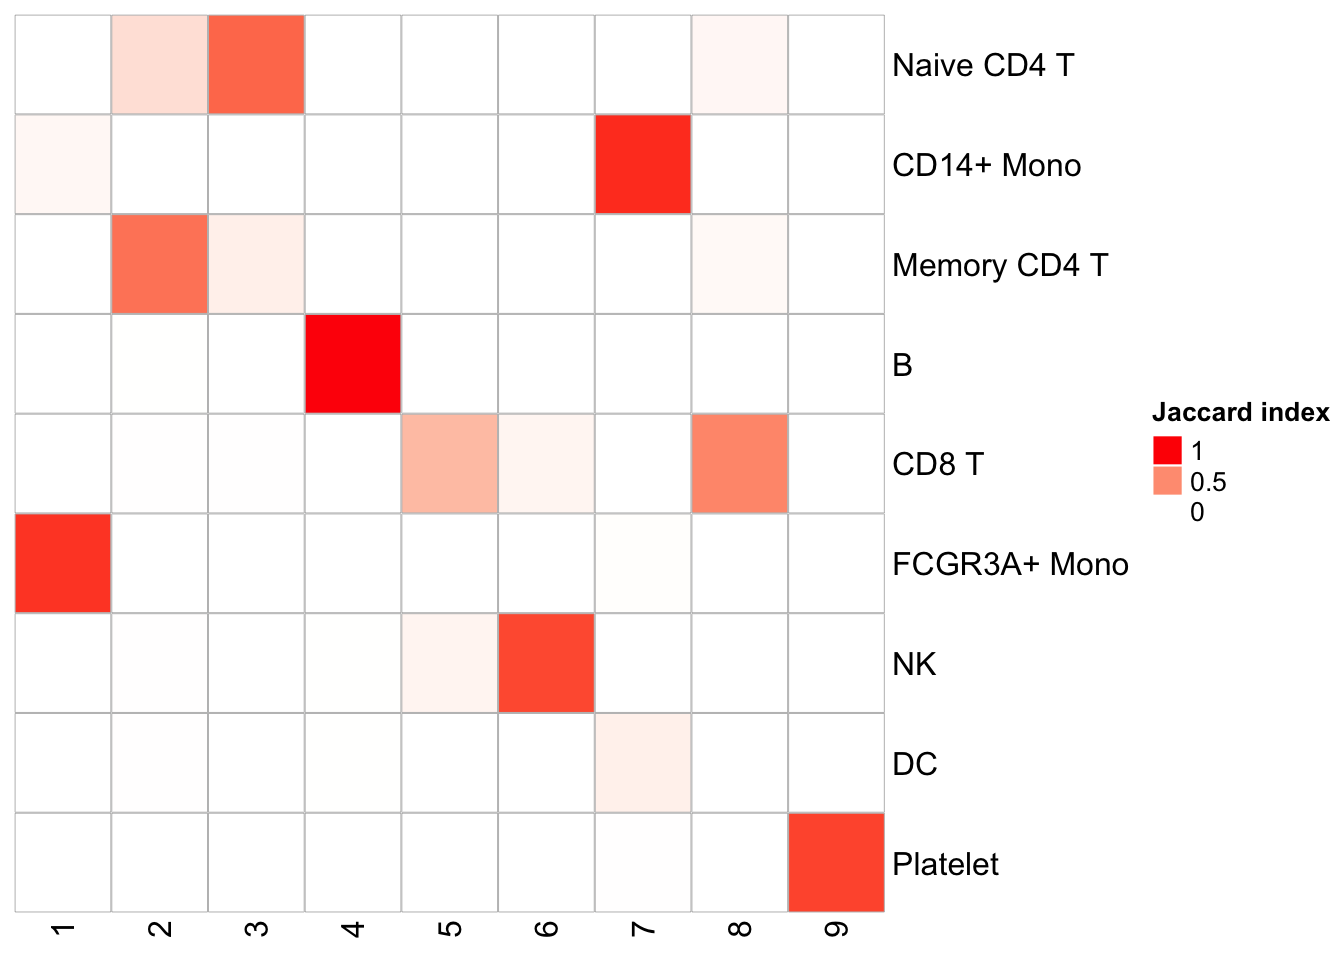 Naive CD4 T
CD14+ Mono
Memory CD4 T
B
CD8 T
FCGR3A+ Mono
NK
DC
Platelet
1 2 3 4 5 6 7 8 9
Jaccard index
1
0.5
0